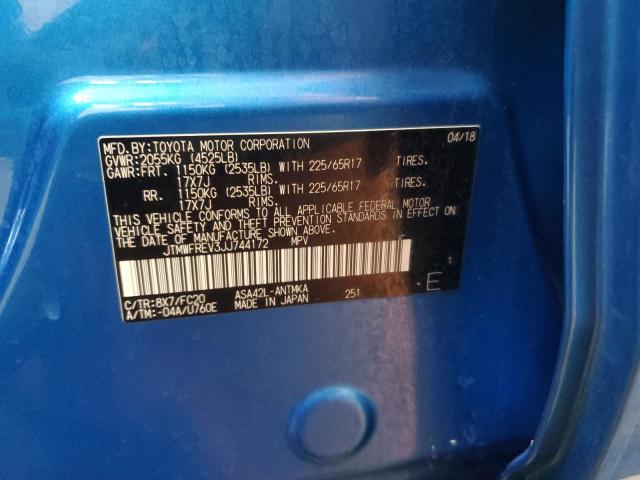 MFD.BY:TOYOTA MOTOR CORPORATION 04/18
GVWR:2055KG (4525LB)
GAWR:FRT. 1150KG (2535LB) WITH 225/65R17 TIRES.
17X7J RIMS.
RR. 1150KG (2535LB) WITH 225/65R17 TIRES.
17X7J RIMS.
THIS VEHICLE CONFORMS TO ALL APPLICABLE FEDERAL MOTOR
VEHICLE SAFETY AND THEFT PREVENTION STANDARDS IN EFFECT ON
THE DATE OF MANUFACTURE SHOWN ABOVE.
JTMWFREV3JJ744172 MPV
C/TR:8X7/FC20 ASA42L-ANTMKA 251 E
A/TM:-04A/U760E MADE IN JAPAN